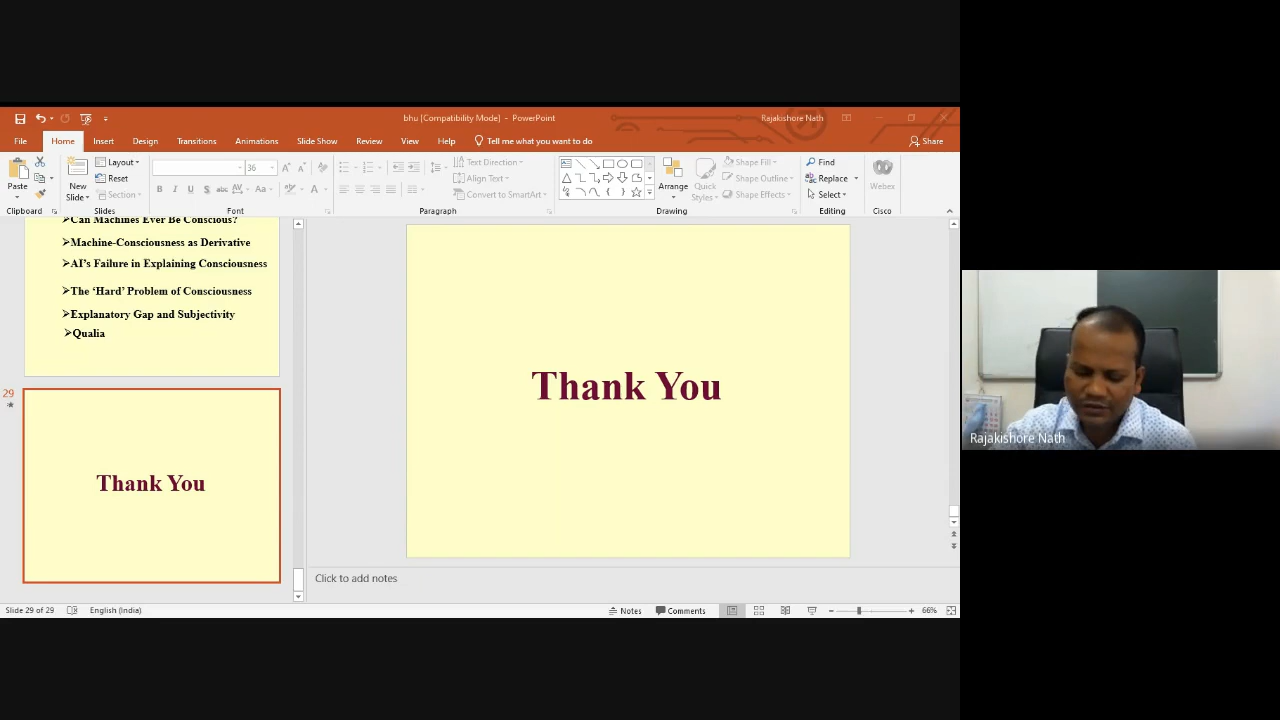 bhu [Compatibility Mode] - PowerPoint
Rajakishore Nath
File Home Insert Design Transitions Animations Slide Show Review View Help Tell me what you want to do
Share
Paste
Clipboard
New
Slide
Layout
Reset
Section
Slides
36
B I U S abc AV Aa A
Font
Text Direction
Align Text
Convert to SmartArt
Paragraph
Arrange
Quick
Styles
Shape Fill
Shape Outline
Shape Effects
Drawing
Find
Replace
Select
Editing
Webex
Cisco
➢Can Machines Ever Be Conscious?
➢Machine-Consciousness as Derivative
➢AI’s Failure in Explaining Consciousness
➢The ‘Hard’ Problem of Consciousness
➢Explanatory Gap and Subjectivity
➢Qualia
29
Thank You
Thank You
Click to add notes
Slide 29 of 29
English (India)
Notes
Comments
66%
Rajakishore Nath